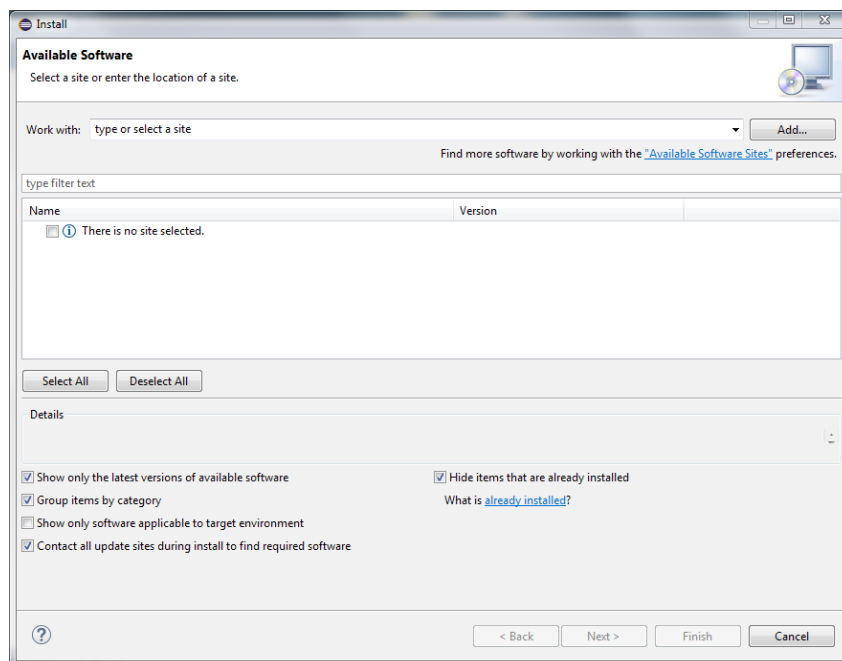 Install
Available Software
Select a site or enter the location of a site.
Work with: type or select a site Add...
Find more software by working with the "Available Software Sites" preferences.
type filter text
Name Version
There is no site selected.
Select All Deselect All
Details
Show only the latest versions of available software Hide items that are already installed
Group items by category What is already installed?
Show only software applicable to target environment
Contact all update sites during install to find required software
? < Back Next > Finish Cancel